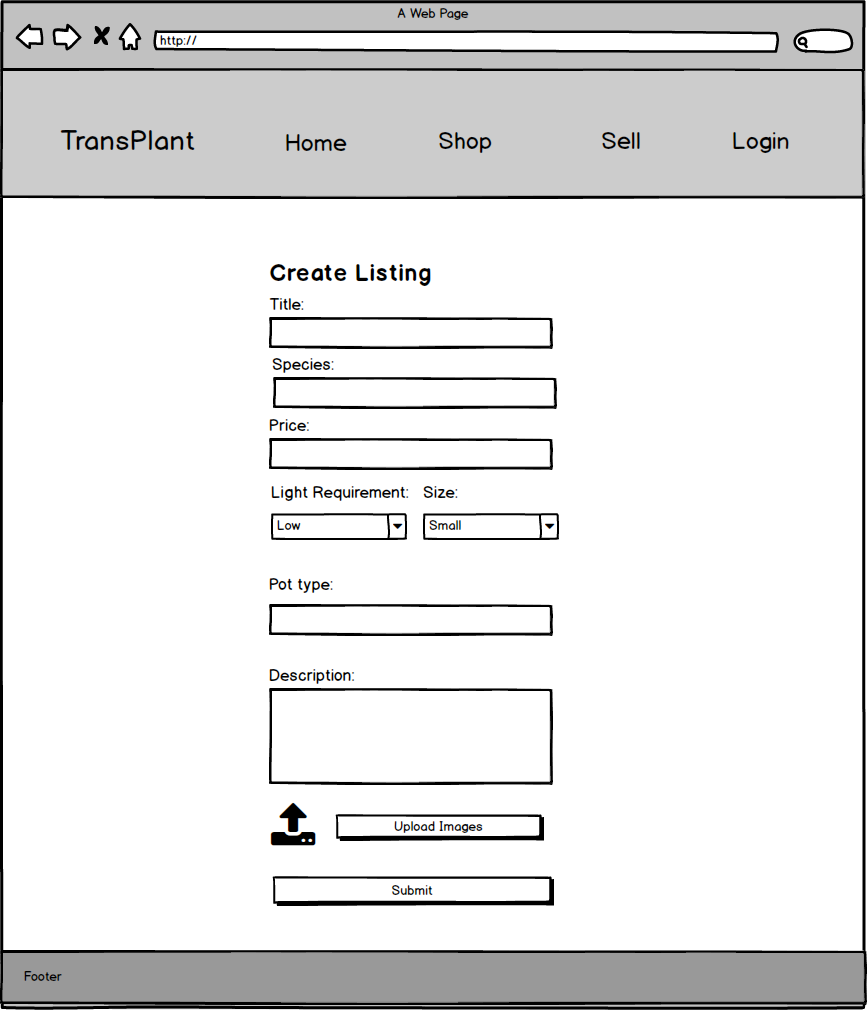 A Web Page
http://
TransPlant Home Shop Sell Login
Create Listing
Title:
Species:
Price:
Light Requirement: Size:
Low Small
Pot type:
Description:
Upload Images
Submit
Footer